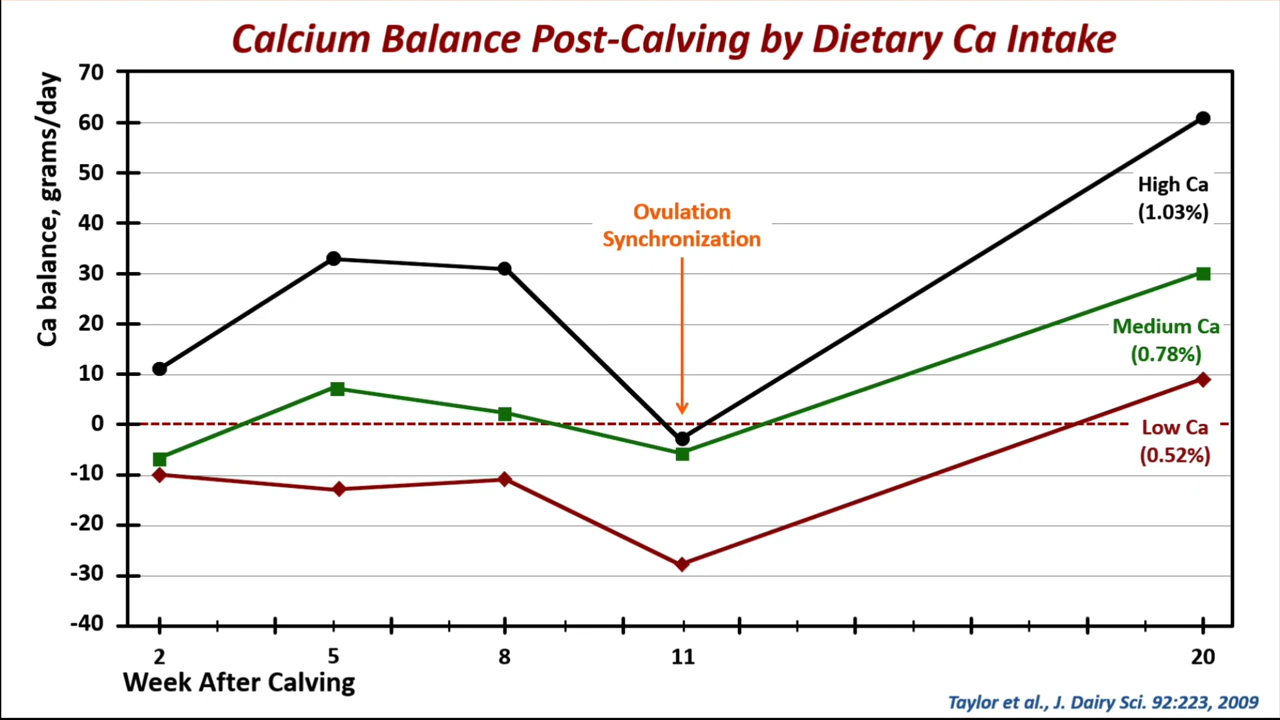 Calcium Balance Post-Calving by Dietary Ca Intake
Ca balance, grams/day
70
60
50
40
30
20
10
0
-10
-20
-30
-40
Ovulation
Synchronization
High Ca
(1.03%)
Medium Ca
(0.78%)
Low Ca
(0.52%)
2 5 8 11 20
Week After Calving
Taylor et al., J. Dairy Sci. 92:223, 2009